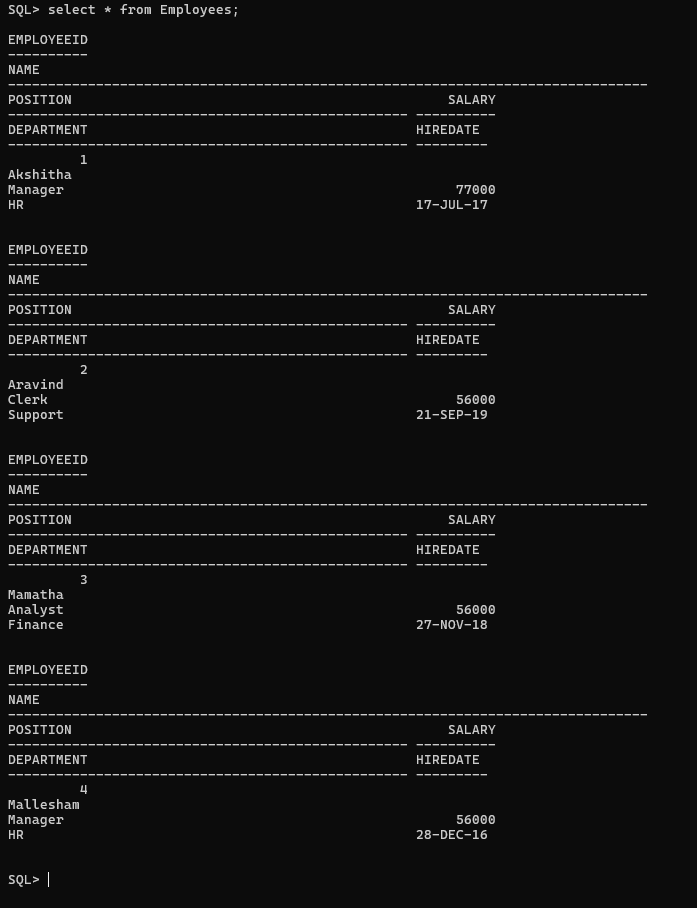 SQL> select * from Employees;
EMPLOYEEID
----------
NAME
--------------------------------------------------------------------------------
POSITION                                               SALARY
-------------------------------------------------- ----------
DEPARTMENT                                         HIREDATE
-------------------------------------------------- ---------
         1
Akshitha
Manager                                                 77000
HR                                                 17-JUL-17
EMPLOYEEID
----------
NAME
--------------------------------------------------------------------------------
POSITION                                               SALARY
-------------------------------------------------- ----------
DEPARTMENT                                         HIREDATE
-------------------------------------------------- ---------
         2
Aravind
Clerk                                                   56000
Support                                            21-SEP-19
EMPLOYEEID
----------
NAME
--------------------------------------------------------------------------------
POSITION                                               SALARY
-------------------------------------------------- ----------
DEPARTMENT                                         HIREDATE
-------------------------------------------------- ---------
         3
Mamatha
Analyst                                                 56000
Finance                                            27-NOV-18
EMPLOYEEID
----------
NAME
--------------------------------------------------------------------------------
POSITION                                               SALARY
-------------------------------------------------- ----------
DEPARTMENT                                         HIREDATE
-------------------------------------------------- ---------
         4
Mallesham
Manager                                                 56000
HR                                                 28-DEC-16
SQL>